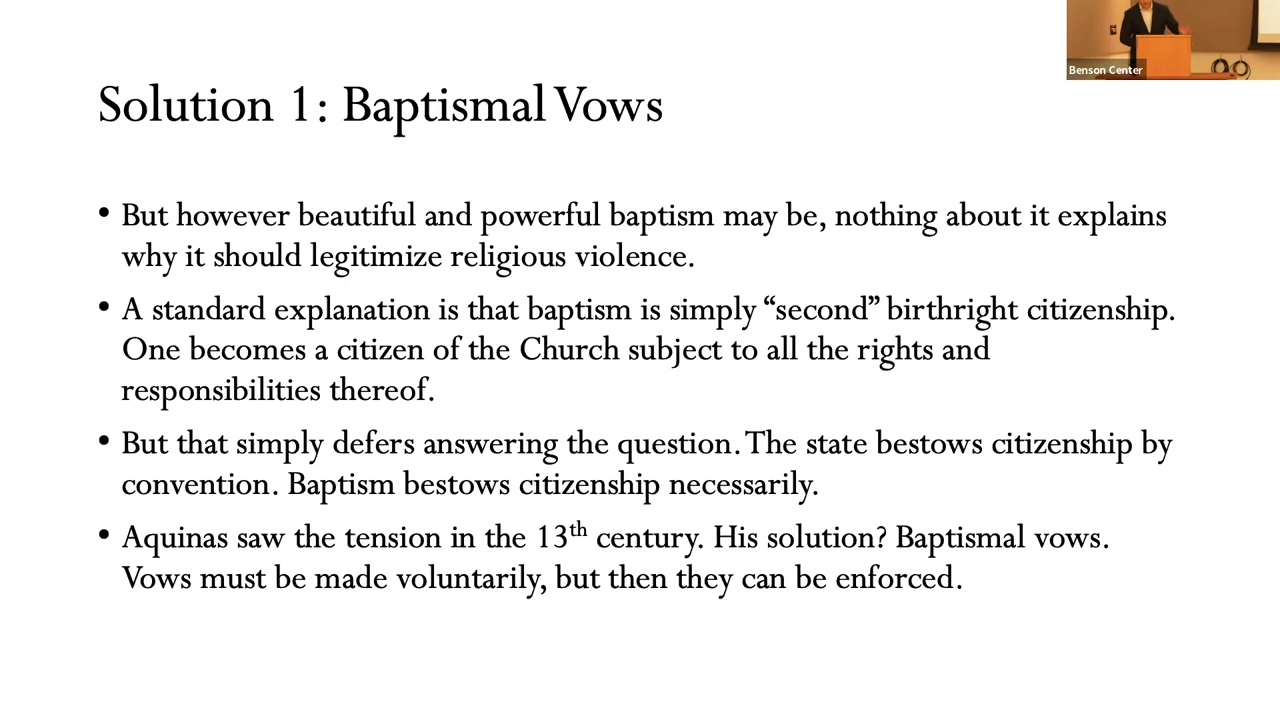 Benson Center
Solution 1: Baptismal Vows
• But however beautiful and powerful baptism may be, nothing about it explains
why it should legitimize religious violence.
• A standard explanation is that baptism is simply “second” birthright citizenship.
One becomes a citizen of the Church subject to all the rights and
responsibilities thereof.
• But that simply defers answering the question. The state bestows citizenship by
convention. Baptism bestows citizenship necessarily.
• Aquinas saw the tension in the 13th century. His solution? Baptismal vows.
Vows must be made voluntarily, but then they can be enforced.